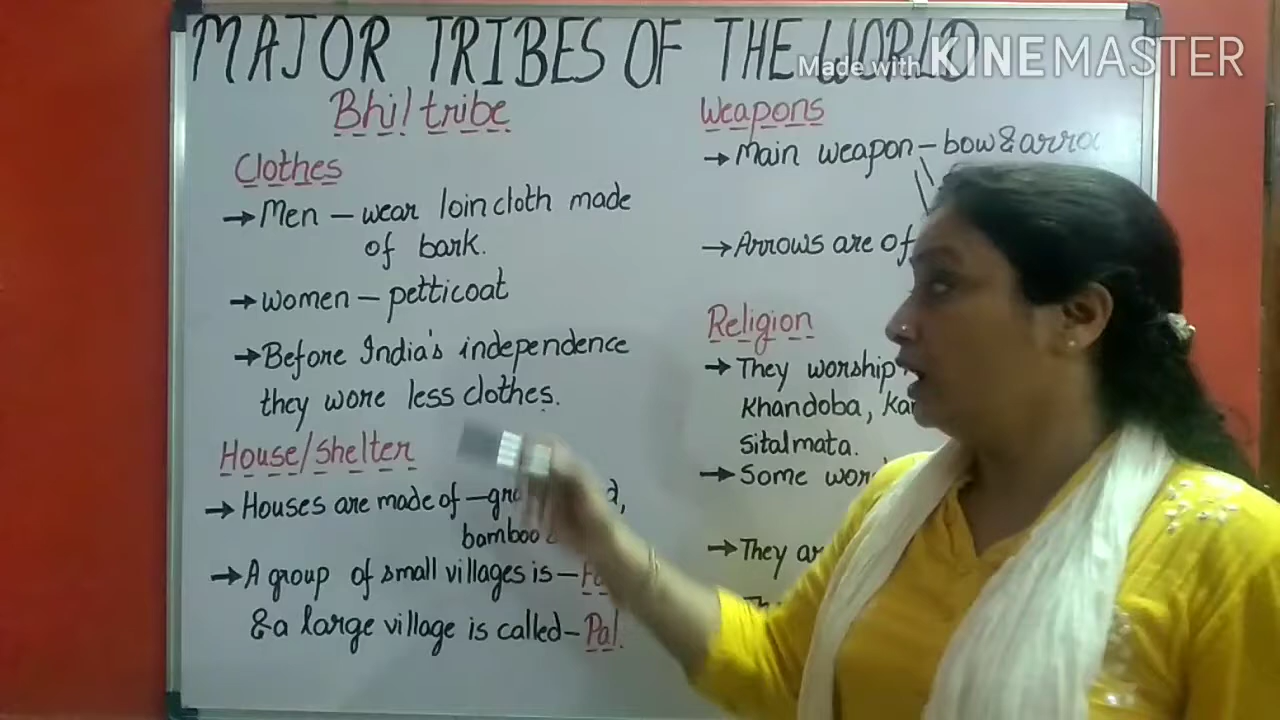 MAJOR TRIBES OF THE WORLD
Made with KINEMASTER
Bhil tribe
Clothes
→ Men – wear loincloth made
of bark.
→ women – petticoat
→ Before India's independence
they wore less clothes.
House/Shelter
→ Houses are made of –
bamboo
→ A group of small villages is –
& a large village is called – Pal.
Weapons
→ Main weapon – bow & arro
→ Arrows are of
Religion
→ They worship
Khandoba,
Sitalmata.
→ Some
→ They